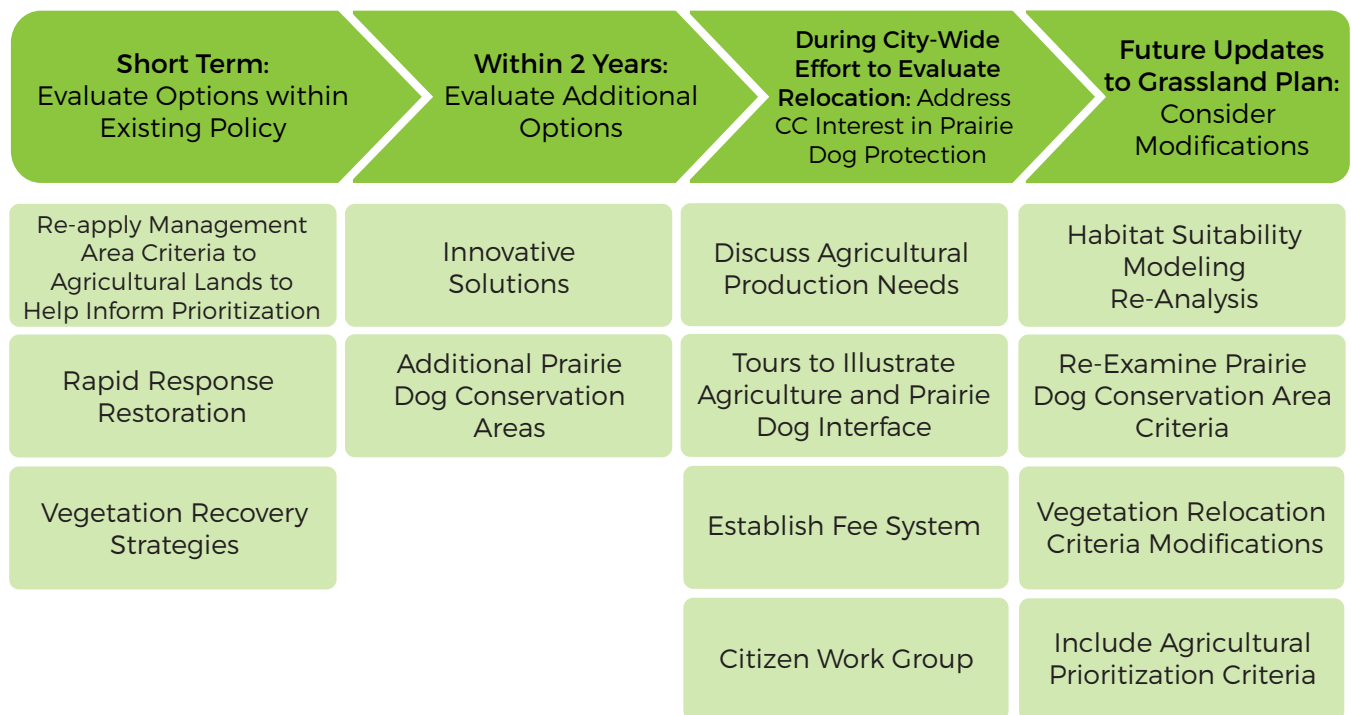 Short Term:
Evaluate Options within
Existing Policy
Within 2 Years:
Evaluate Additional
Options
During City-Wide
Effort to Evaluate
Relocation: Address
CC Interest in Prairie
Dog Protection
Future Updates
to Grassland Plan:
Consider
Modifications
Re-apply Management
Area Criteria to
Agricultural Lands to
Help Inform Prioritization
Rapid Response
Restoration
Vegetation Recovery
Strategies
Innovative
Solutions
Additional Prairie
Dog Conservation
Areas
Discuss Agricultural
Production Needs
Tours to Illustrate
Agriculture and Prairie
Dog Interface
Establish Fee System
Citizen Work Group
Habitat Suitability
Modeling
Re-Analysis
Re-Examine Prairie
Dog Conservation Area
Criteria
Vegetation Relocation
Criteria Modifications
Include Agricultural
Prioritization Criteria